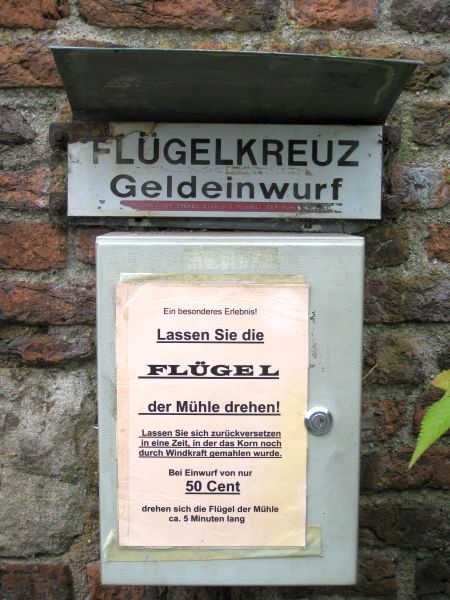 FLÜGELKREUZ
Geldeinwurf
Ein besonderes Erlebnis!
Lassen Sie die
FLÜGEL
der Mühle drehen!
Lassen Sie sich zurückversetzen
in eine Zeit, in der das Korn noch
durch Windkraft gemahlen wurde.
Bei Einwurf von nur
50 Cent
drehen sich die Flügel der Mühle
ca. 5 Minuten lang